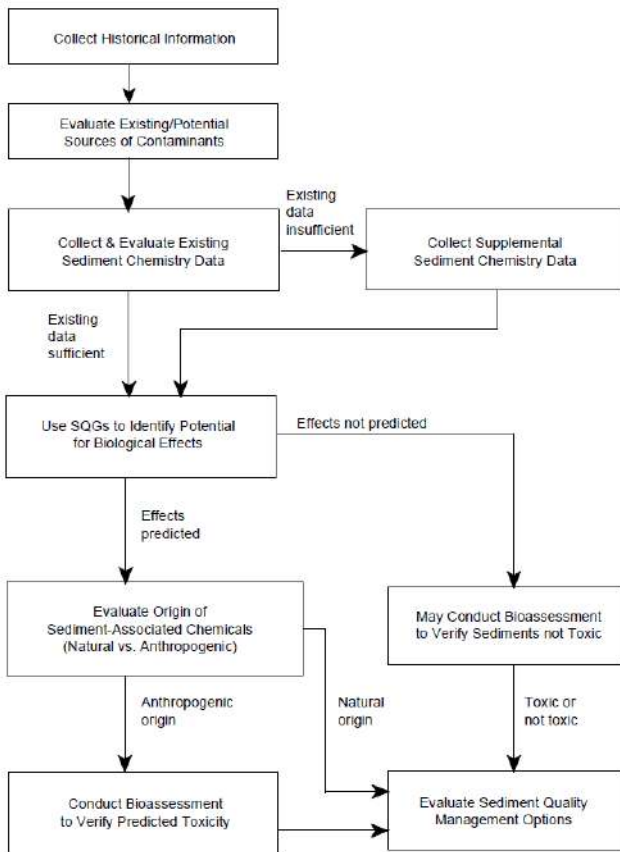 Collect Historical Information
Evaluate Existing/Potential
Sources of Contaminants
Existing
data
insufficient
Collect & Evaluate Existing
Sediment Chemistry Data
Collect Supplemental
Sediment Chemistry Data
Existing
data
sufficient
Use SQGs to Identify Potential
for Biological Effects
Effects not predicted
Effects
predicted
Evaluate Origin of
Sediment-Associated Chemicals
(Natural vs. Anthropogenic)
May Conduct Bioassessment
to Verify Sediments not Toxic
Anthropogenic
origin
Natural
origin
Toxic or
not toxic
Conduct Bioassessment
to Verify Predicted Toxicity
Evaluate Sediment Quality
Management Options